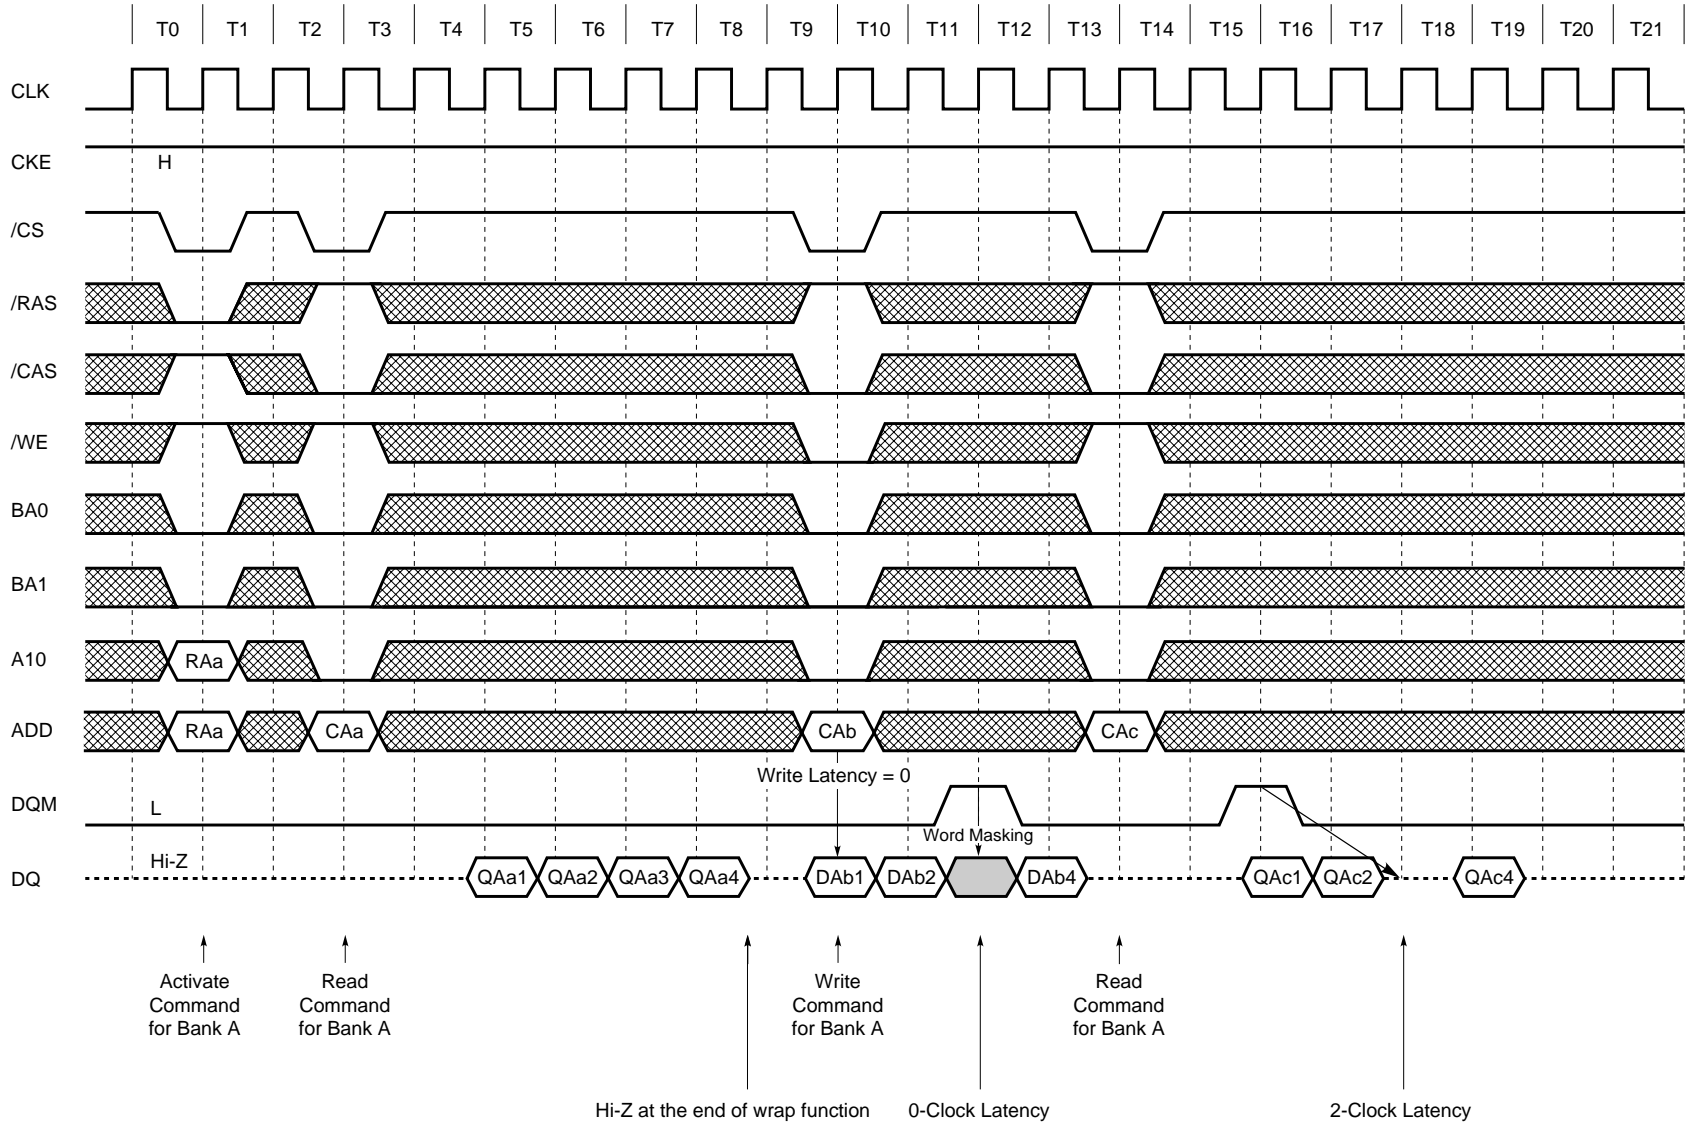 T0 T1 T2 T3 T4 T5 T6 T7 T8 T9 T10 T11 T12 T13 T14 T15 T16 T17 T18 T19 T20 T21
CLK
CKE H
/CS
/RAS
/CAS
/WE
BA0
BA1
A10 RAa
ADD RAa CAa CAb CAc
Write Latency = 0
DQM L
Word Masking
Hi-Z
DQ QAa1 QAa2 QAa3 QAa4 DAb1 DAb2 DAb4 QAc1 QAc2 QAc4
Activate
Command
for Bank A
Read
Command
for Bank A
Write
Command
for Bank A
Read
Command
for Bank A
Hi-Z at the end of wrap function
0-Clock Latency
2-Clock Latency